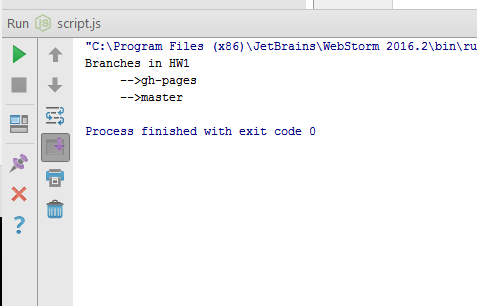 Run script.js
"C:\Program Files (x86)\JetBrains\WebStorm 2016.2\bin\ru
Branches in HW1
-->gh-pages
-->master
Process finished with exit code 0